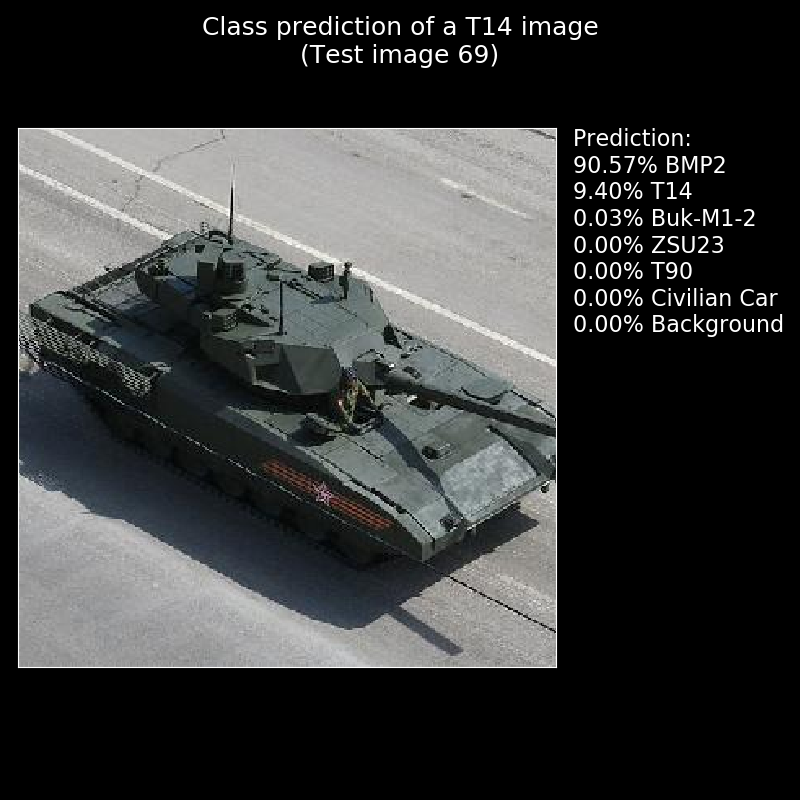 Class prediction of a T14 image
(Test image 69)
Prediction:
90.57% BMP2
9.40% T14
0.03% Buk-M1-2
0.00% ZSU23
0.00% T90
0.00% Civilian Car
0.00% Background